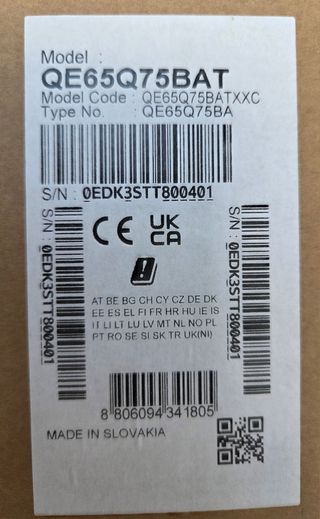 Model :
QE65Q75BAT
Model Code : QE65Q75BATXXC
Type No. : QE65Q75BA
S/N : 0EDK3STT800401
S/N : 0EDK3STT800401
S/N : 0EDK3STT800401
CE UK
CA
AT BE BG CH CY CZ DE DK
EE ES EL FI FR HR HU IE IS
IT LI LT LU LV MT NL NO PL
PT RO SE SI SK TR UK(NI)
8 806094 341805
MADE IN SLOVAKIA